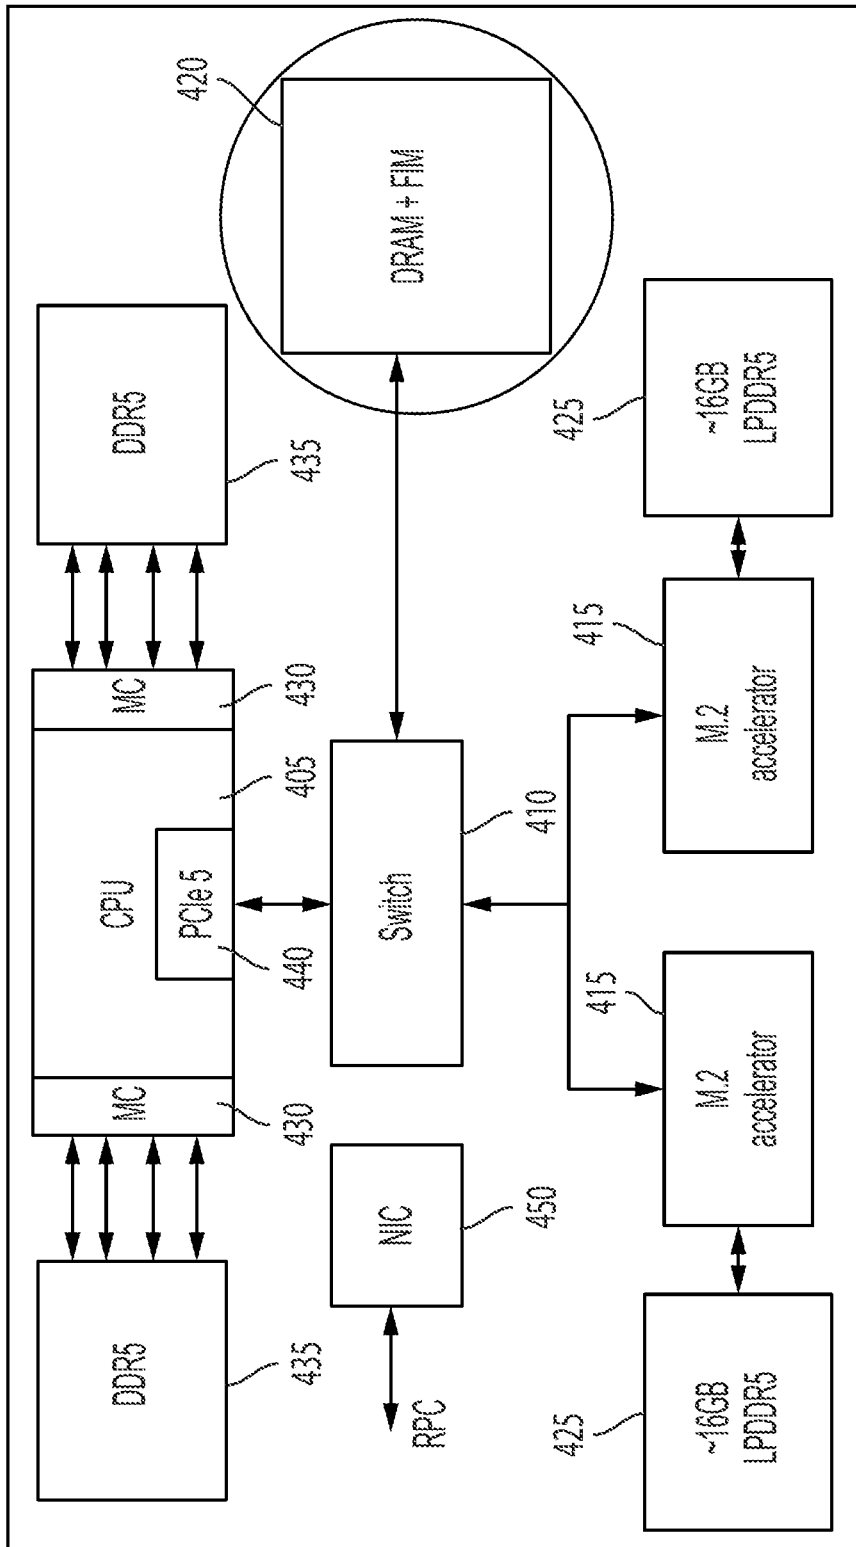 DDR5
MC
CPU
MC
DDR5
PCIe 5
435
430
440
405
430
435
420
RPC
NIC
Switch
DRAM + FIM
450
410
425
415
415
425
~16GB
LPDDR5
M.2
accelerator
M.2
accelerator
~16GB
LPDDR5